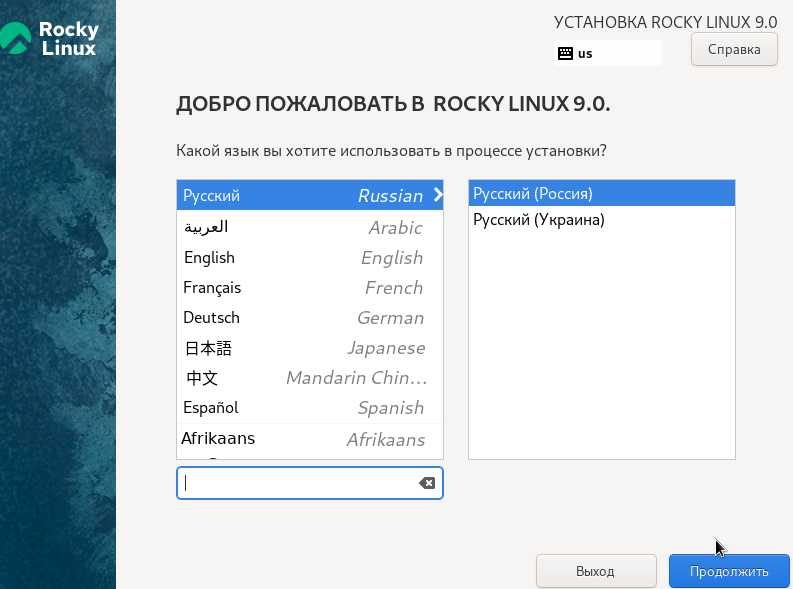 Rocky
Linux
УСТАНОВКА ROCKY LINUX 9.0
us
Справка
ДОБРО ПОЖАЛОВАТЬ В ROCKY LINUX 9.0.
Какой язык вы хотите использовать в процессе установки?
Русский Russian
العربية Arabic
English English
Français French
Deutsch German
日本語 Japanese
中文 Mandarin Chin...
Español Spanish
Afrikaans Afrikaans
Русский (Россия)
Русский (Украина)
Выход
Продолжить